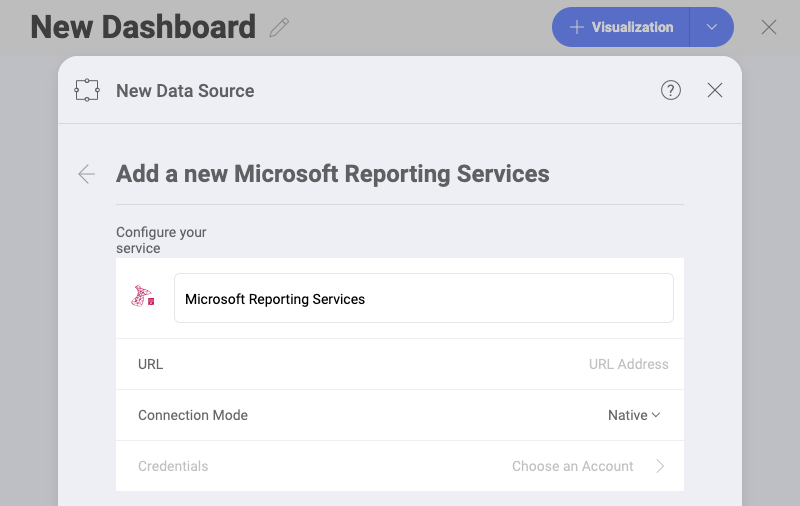 New Dashboard
Visualization
New Data Source
Add a new Microsoft Reporting Services
Configure your
service
Microsoft Reporting Services
URL URL Address
Connection Mode Native
Credentials Choose an Account